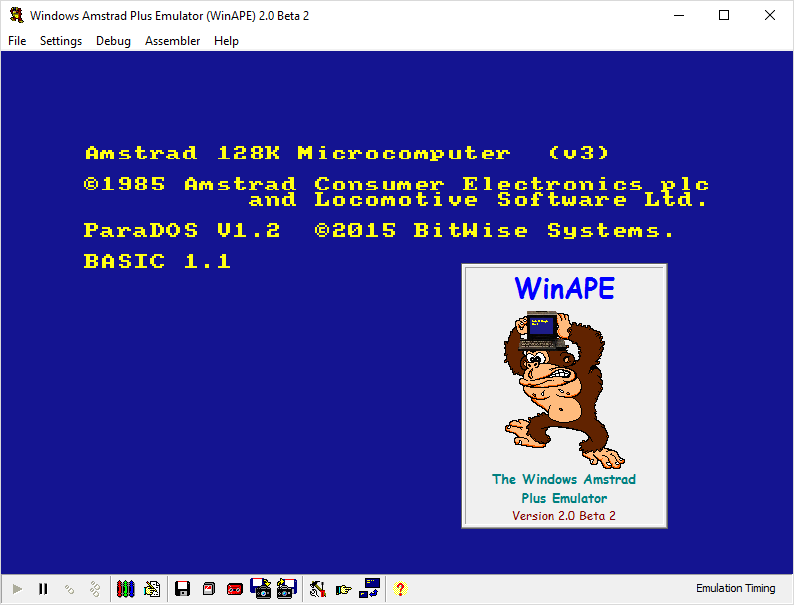 Windows Amstrad Plus Emulator (WinAPE) 2.0 Beta 2
File Settings Debug Assembler Help
Amstrad 128K Microcomputer (v3)
©1985 Amstrad Consumer Electronics plc
and Locomotive Software Ltd.
ParaDOS V1.2 ©2015 BitWise Systems.
BASIC 1.1
WinAPE
The Windows Amstrad
Plus Emulator
Version 2.0 Beta 2
Emulation Timing